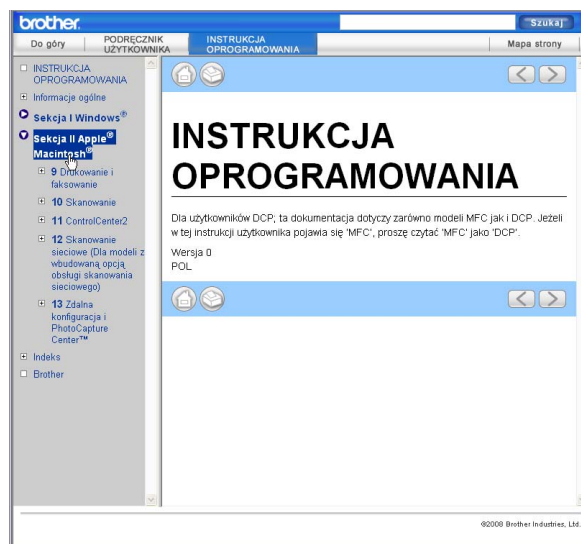 brother.
Szukaj
Do góry
PODRĘCZNIK
UŻYTKOWNIKA
INSTRUKCJA
OPROGRAMOWANIA
Mapa strony
INSTRUKCJA
OPROGRAMOWANIA
Informacje ogólne
Sekcja I Windows®
Sekcja II Apple®
Macintosh®
9 Drukowanie i
faksowanie
10 Skanowanie
11 ControlCenter2
12 Skanowanie
sieciowe (Dla modeli z
wbudowaną opcją
obsługi skanowania
sieciowego)
13 Zdalna
konfiguracja i
PhotoCapture
Center™
Indeks
Brother
INSTRUKCJA
OPROGRAMOWANIA
Dla użytkowników DCP; ta dokumentacja dotyczy zarówno modeli MFC jak i DCP. Jeżeli
w tej instrukcji użytkownika pojawia się 'MFC', proszę czytać 'MFC' jako 'DCP'.
Wersja 0
POL
©2008 Brother Industries, Ltd.